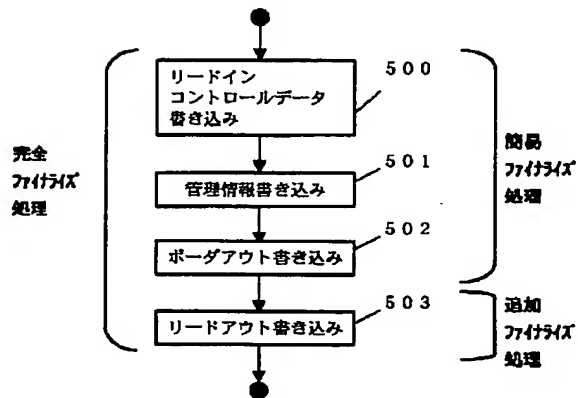 リードイン
コントロールデータ
書き込み
500
完全
ファイナライズ
処理
管理情報書き込み
501
簡易
ファイナライズ
処理
ボーダアウト書き込み
502
リードアウト書き込み
503
追加
ファイナライズ
処理